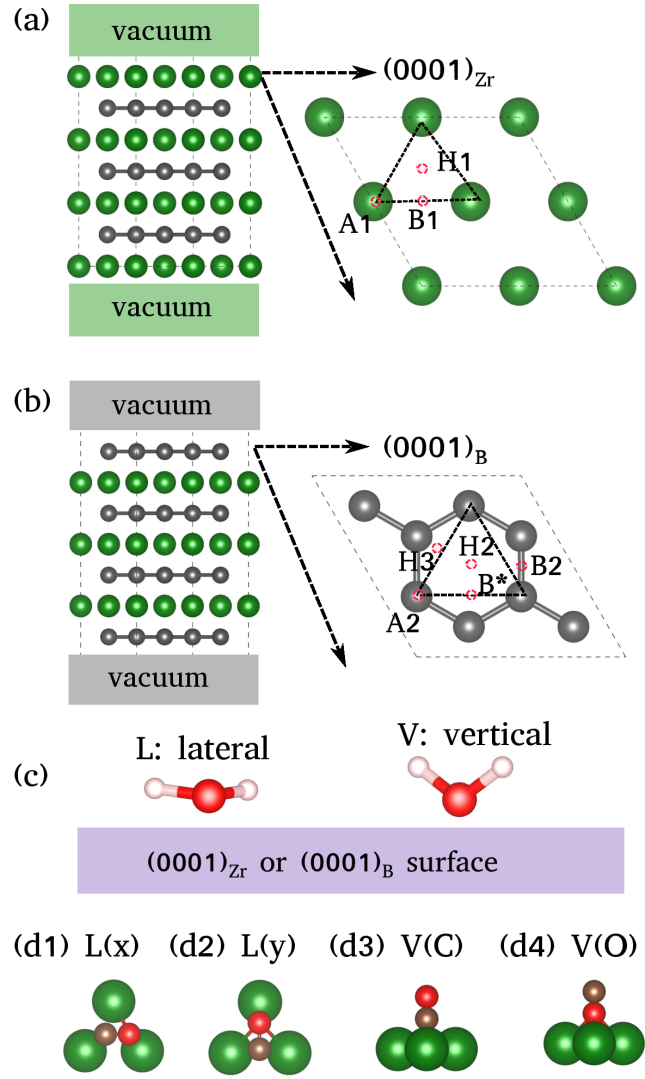 (a)
vacuum
(0001)Zr
H1
A1
B1
vacuum
(b)
vacuum
(0001)B
H3
H2
B2
B*
A2
vacuum
L: lateral
V: vertical
(c)
(0001)Zr or (0001)B surface
(d1) L(x)
(d2) L(y)
(d3) V(C)
(d4) V(O)